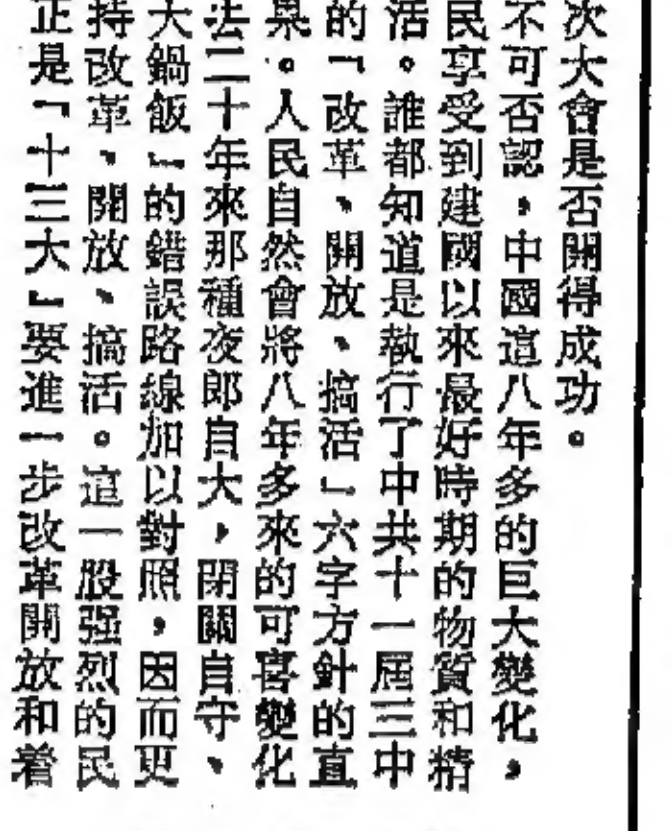 次大會是否開得成功。
不可否認，中國這八年多的巨大變化，
民享受到建國以來最好時期的物質和精
活。誰都知道是執行了中共十一屆三中
的「改革、開放、搞活」六字方針的直
果。人民自然會將八年多來的可喜變化
法二十年來那種夜郎自大，閉關自守、
大鍋飯」的錯誤路線加以對照，因而更
持改革、開放、搞活。這一股强烈的民
正是「十三大」要進一步改革開放和着